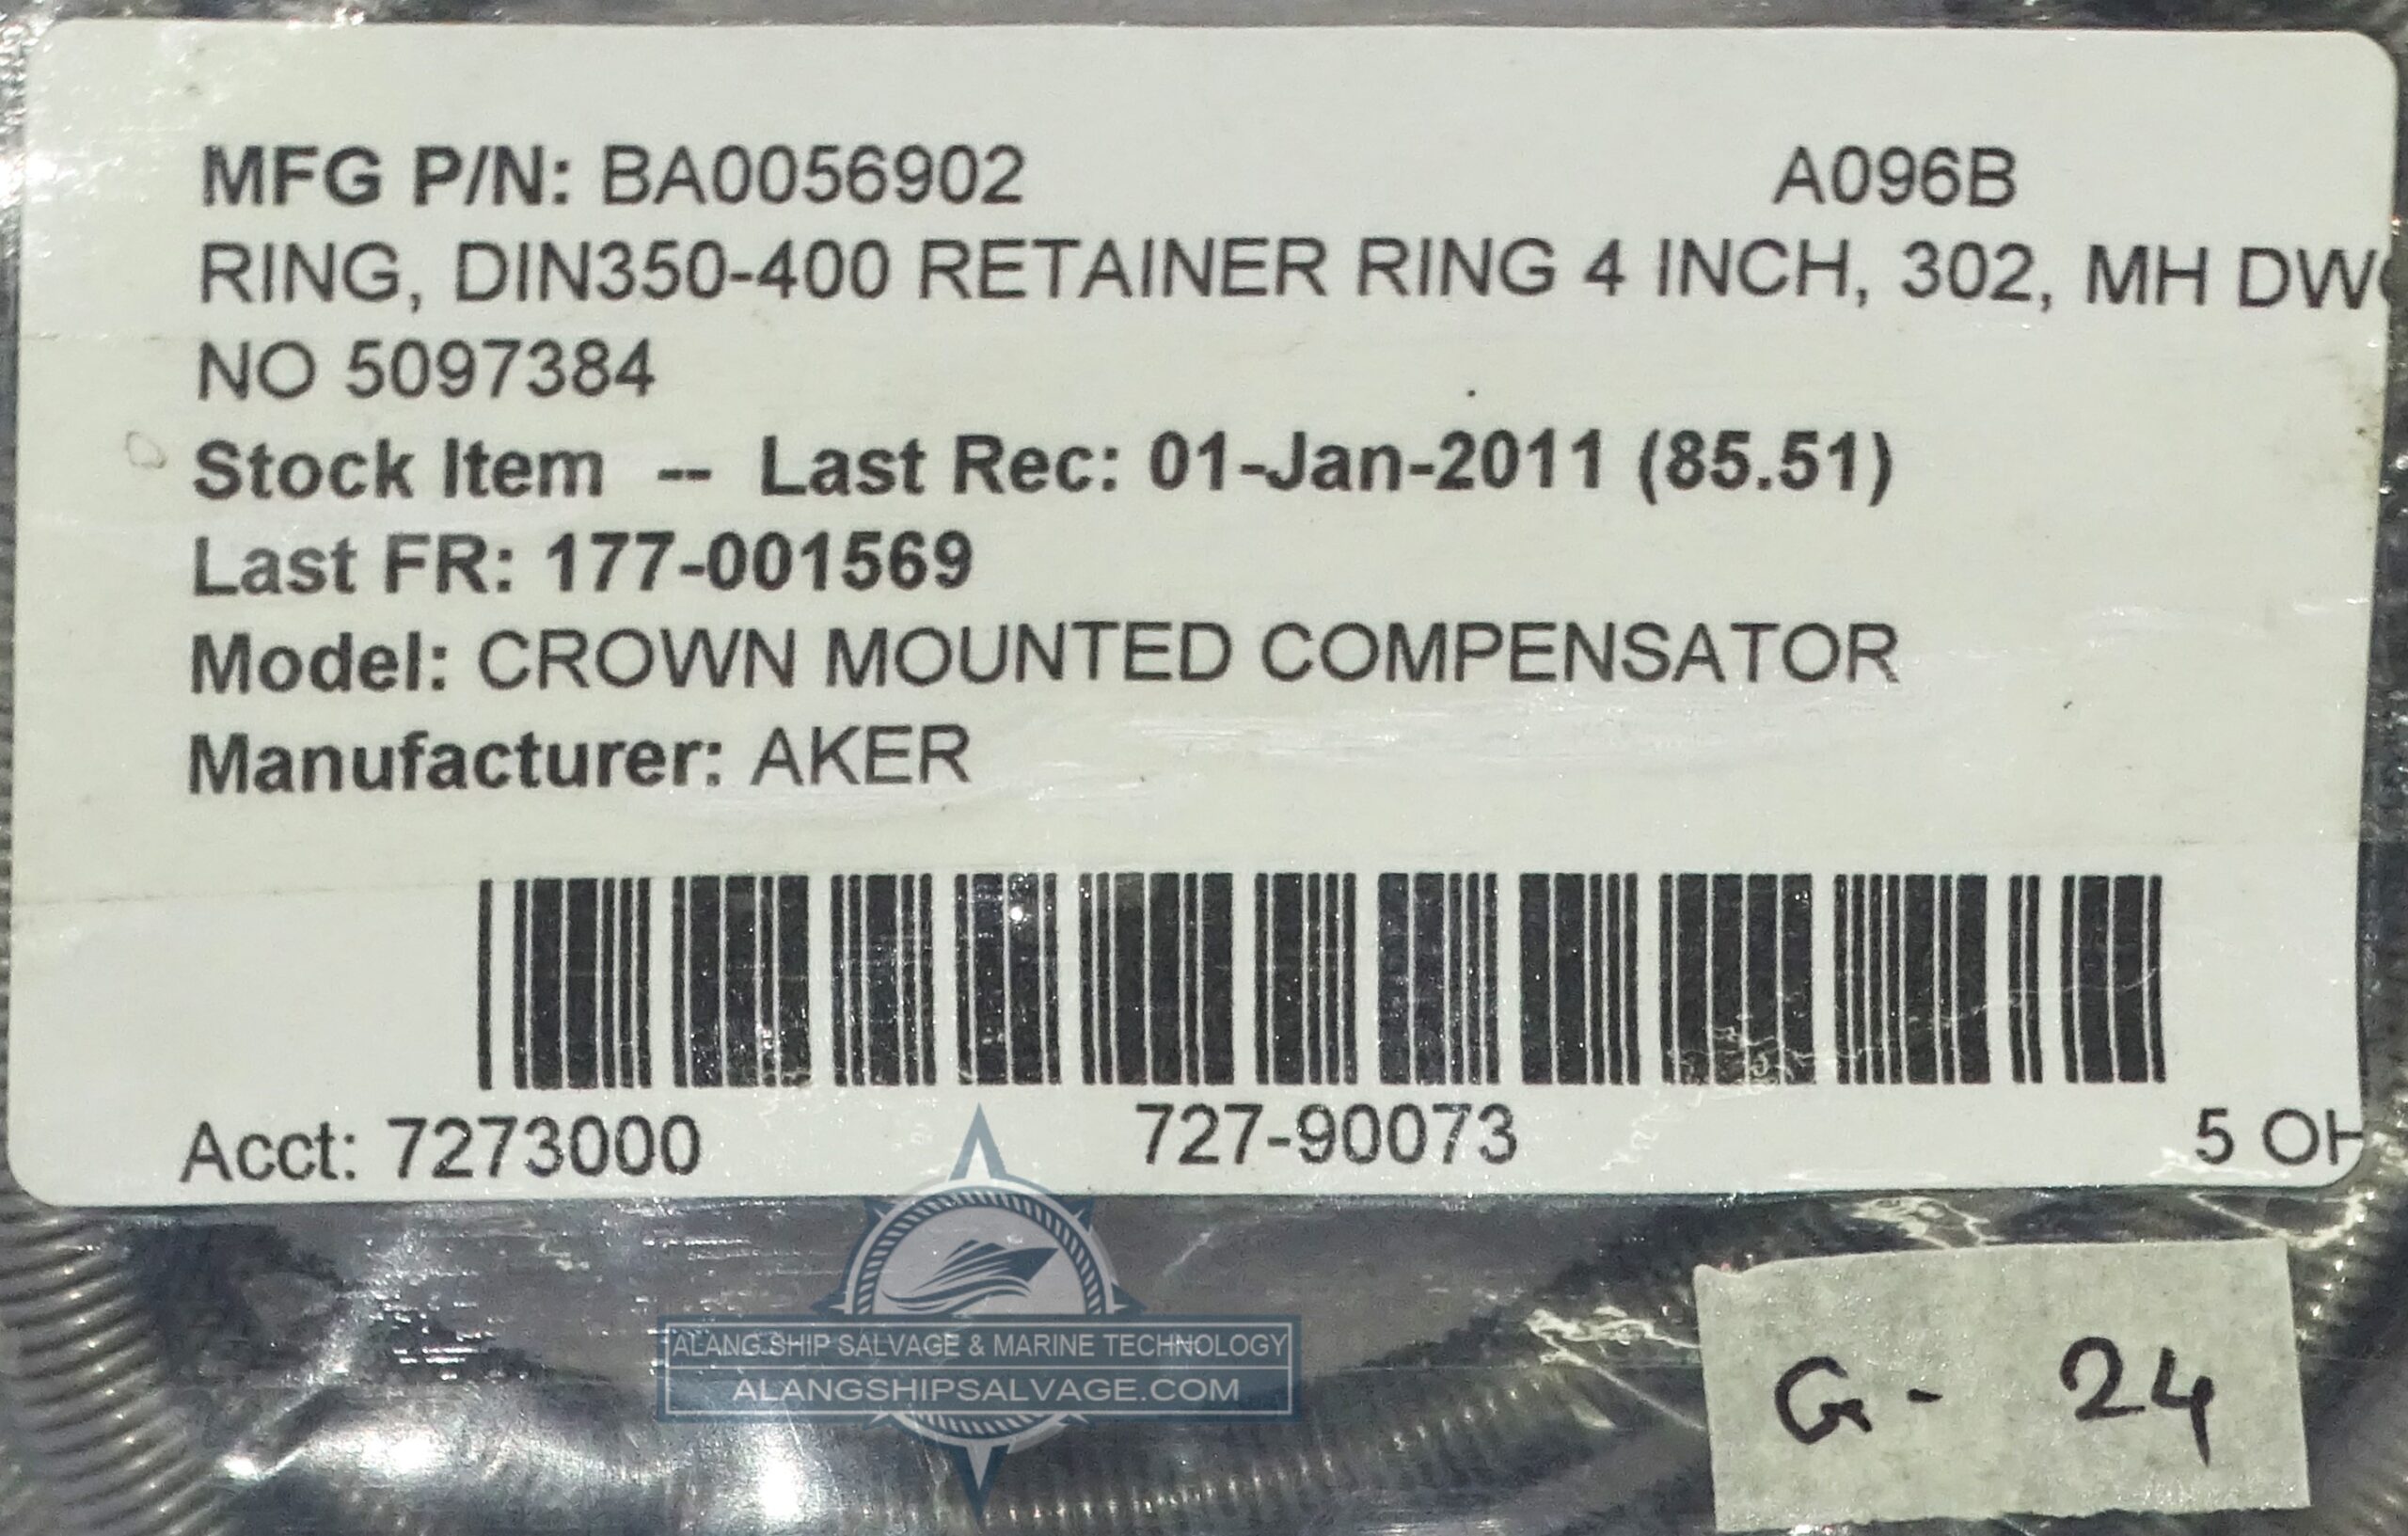 MFG P/N: BA0056902 A096B
RING, DIN350-400 RETAINER RING 4 INCH, 302, MH
NO 5097384
Stock Item -- Last Rec: 01-Jan-2011 (85.51)
Last FR: 177-001569
Model: CROWN MOUNTED COMPENSATOR
Manufacturer: AKER
Acct: 7273000 727-90073 5 OH
ALANG SHIP SALVAGE & MARINE TECHNOLOGY
ALANGSHIPSALVAGE.COM
G- 24